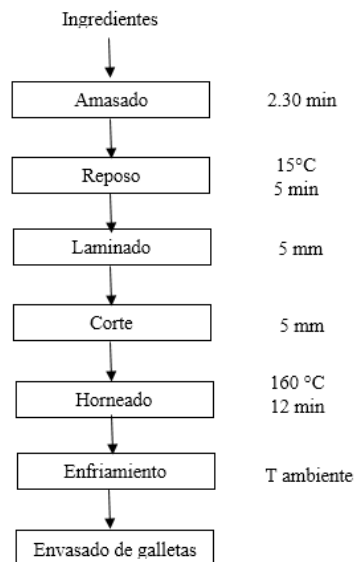 Ingredientes
Amasado
2.30 min
Reposo
15°C
5 min
Laminado
5 mm
Corte
5 mm
Horneado
160 °C
12 min
Enfriamiento
T ambiente
Envasado de galletas